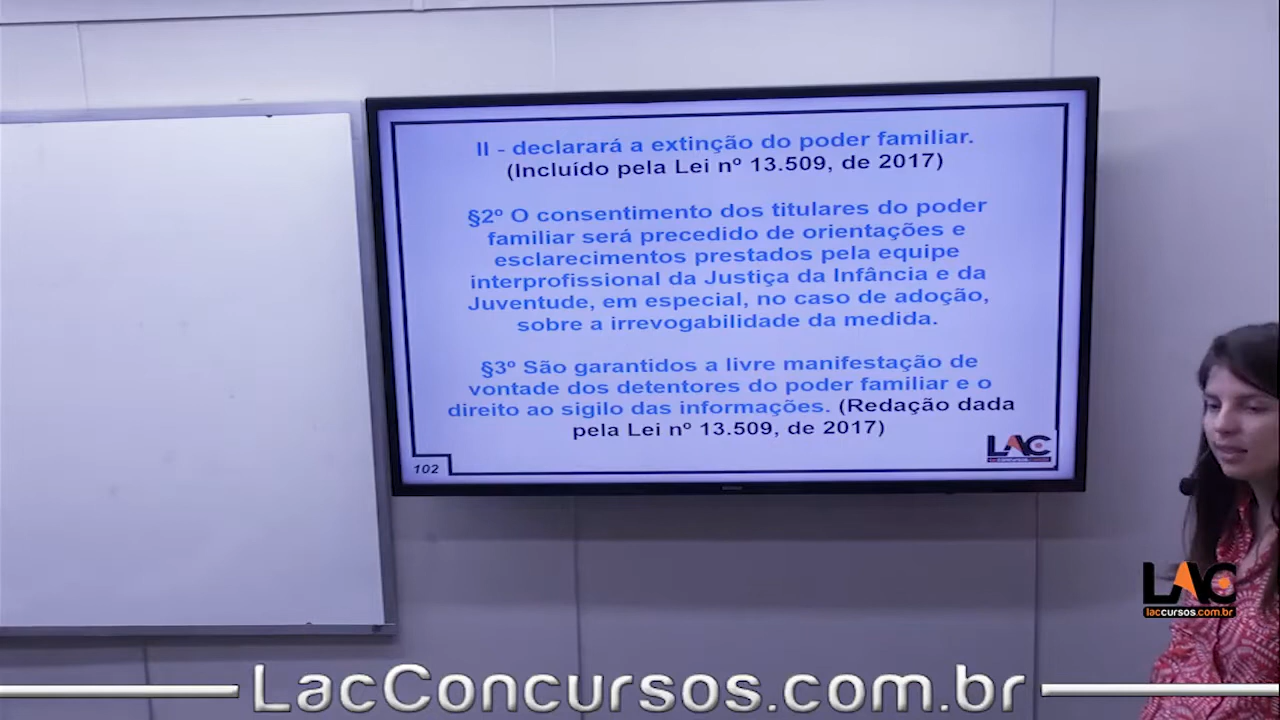 II - declarará a extinção do poder familiar.
(Incluído pela Lei nº 13.509, de 2017)
§2º O consentimento dos titulares do poder
familiar será precedido de orientações e
esclarecimentos prestados pela equipe
interprofissional da Justiça da Infância e da
Juventude, em especial, no caso de adoção,
sobre a irrevogabilidade da medida.
§3º São garantidos a livre manifestação de
vontade dos detentores do poder familiar e o
direito ao sigilo das informações. (Redação dada
pela Lei nº 13.509, de 2017)
LAC
102
LAC
laccursos.com.br
LacConcursos.com.br